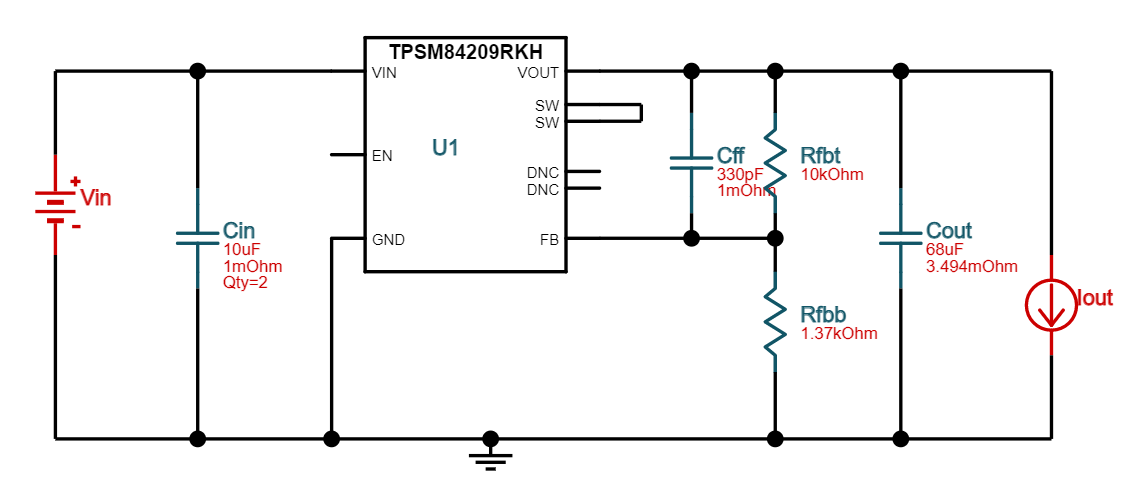 TPSM84209RKH
VIN
VOUT
SW
SW
U1
EN
DNC
DNC
GND
FB
+
Vin
-
Cin
10uF
1mOhm
Qty=2
Cff
330pF
1mOhm
Rfbt
10kOhm
Rfbb
1.37kOhm
Cout
68uF
3.494mOhm
Iout